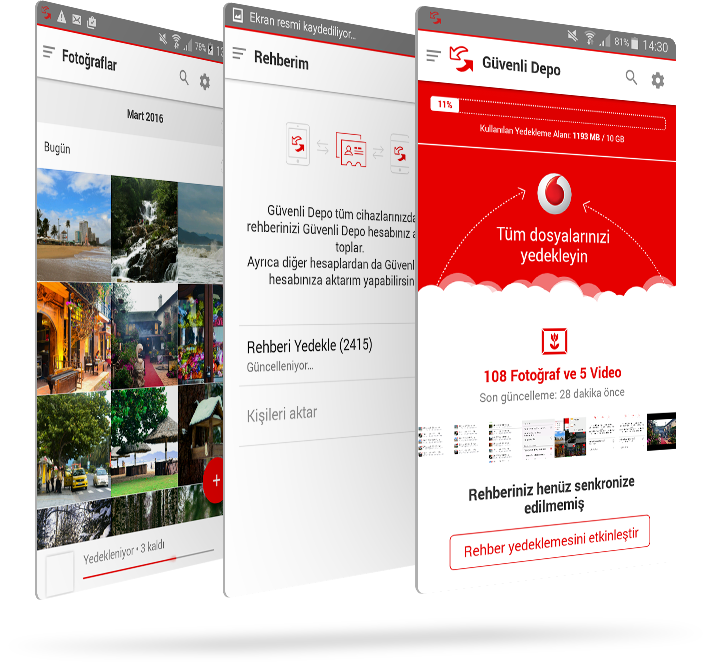 78%
Fotoğraflar
Mart 2016
Bugün
Yedekleniyor • 3 kaldı
Ekran resmi kaydediliyor...
Rehberim
Güvenli Depo tüm cihazlarınızda
rehberinizi Güvenli Depo hesabınız a
toplar.
Ayrıca diğer hesaplardan da Güvenl
hesabınıza aktarım yapabilirsin
Rehberi Yedekle (2415)
Güncelleniyor...
Kişileri aktar
81% 14:30
Güvenli Depo
11%
Kullanılan Yedekleme Alanı: 1193 MB / 10 GB
Tüm dosyalarınızı
yedekleyin
108 Fotoğraf ve 5 Video
Son güncelleme: 28 dakika önce
Rehberiniz henüz senkronize
edilmemiş
Rehber yedeklemesini etkinleştir